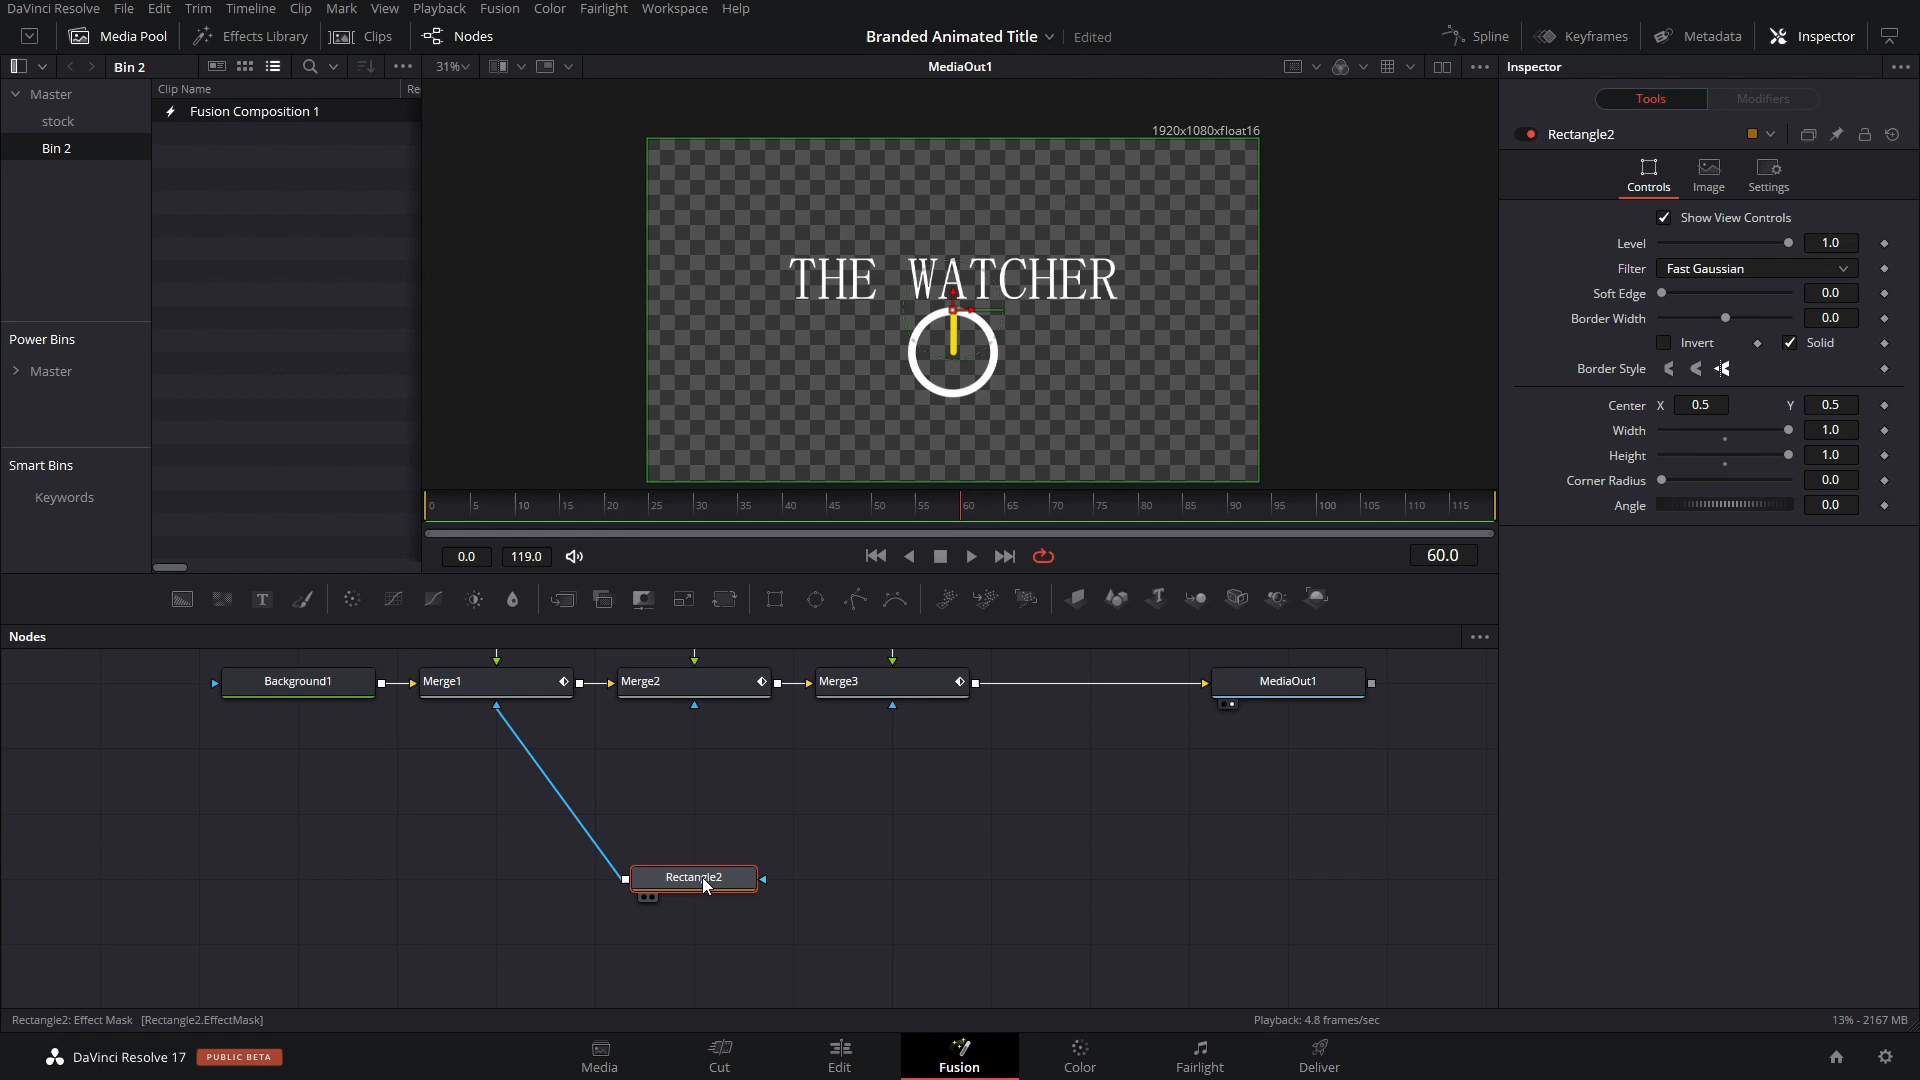 DaVinci Resolve File Edit Trim Timeline Clip Mark View Playback Fusion Color Fairlight Workspace Help
Media Pool Effects Library Clips Nodes Branded Animated Title Edited Spline Keyframes Metadata Inspector
Bin 2 31% MediaOut1 Inspector
Master
stock
Bin 2
Clip Name Re
Fusion Composition 1
Power Bins
Master
Smart Bins
Keywords
1920x1080xfloat16
THE WATCHER
0 5 10 15 20 25 30 35 40 45 50 55 60 65 70 75 80 85 90 95 100 105 110 115
0.0 119.0 60.0
Tools Modifiers
Rectangle2
Controls Image Settings
Show View Controls
Level 1.0
Filter Fast Gaussian
Soft Edge 0.0
Border Width 0.0
Invert Solid
Border Style
Center X 0.5 Y 0.5
Width 1.0
Height 1.0
Corner Radius 0.0
Angle 0.0
T
Nodes
Background1 Merge1 Merge2 Merge3 MediaOut1
Rectangle2
Rectangle2: Effect Mask [Rectangle2.EffectMask] Playback: 4.8 frames/sec 13% - 2167 MB
DaVinci Resolve 17 PUBLIC BETA Media Cut Edit Fusion Color Fairlight Deliver